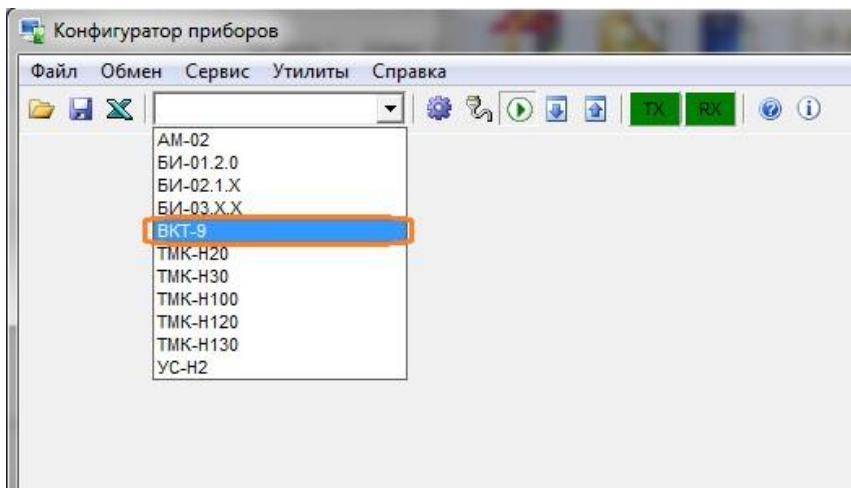 Конфигуратор приборов
Файл Обмен Сервис Утилиты Справка
TX RX
АМ-02
БИ-01.2.0
БИ-02.1.X
БИ-03.X.X
ВКТ-9
ТМК-Н20
ТМК-Н30
ТМК-Н100
ТМК-Н120
ТМК-Н130
УС-Н2